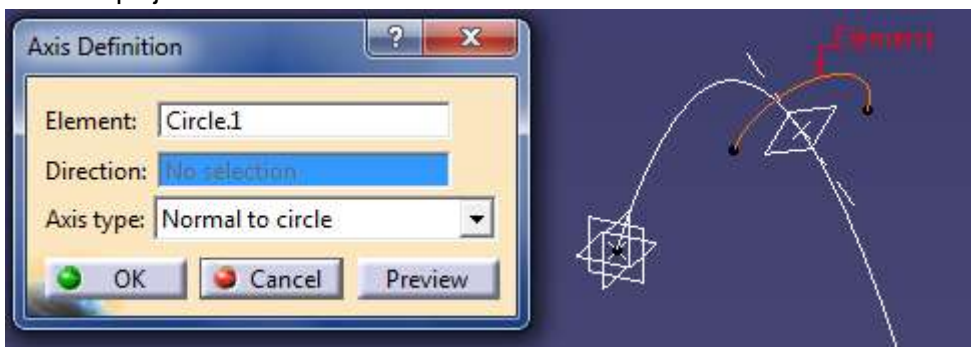 Axis Definition
?
X
Element: Circle.1
Direction: No selection
Axis type: Normal to circle
OK
Cancel
Preview
Element